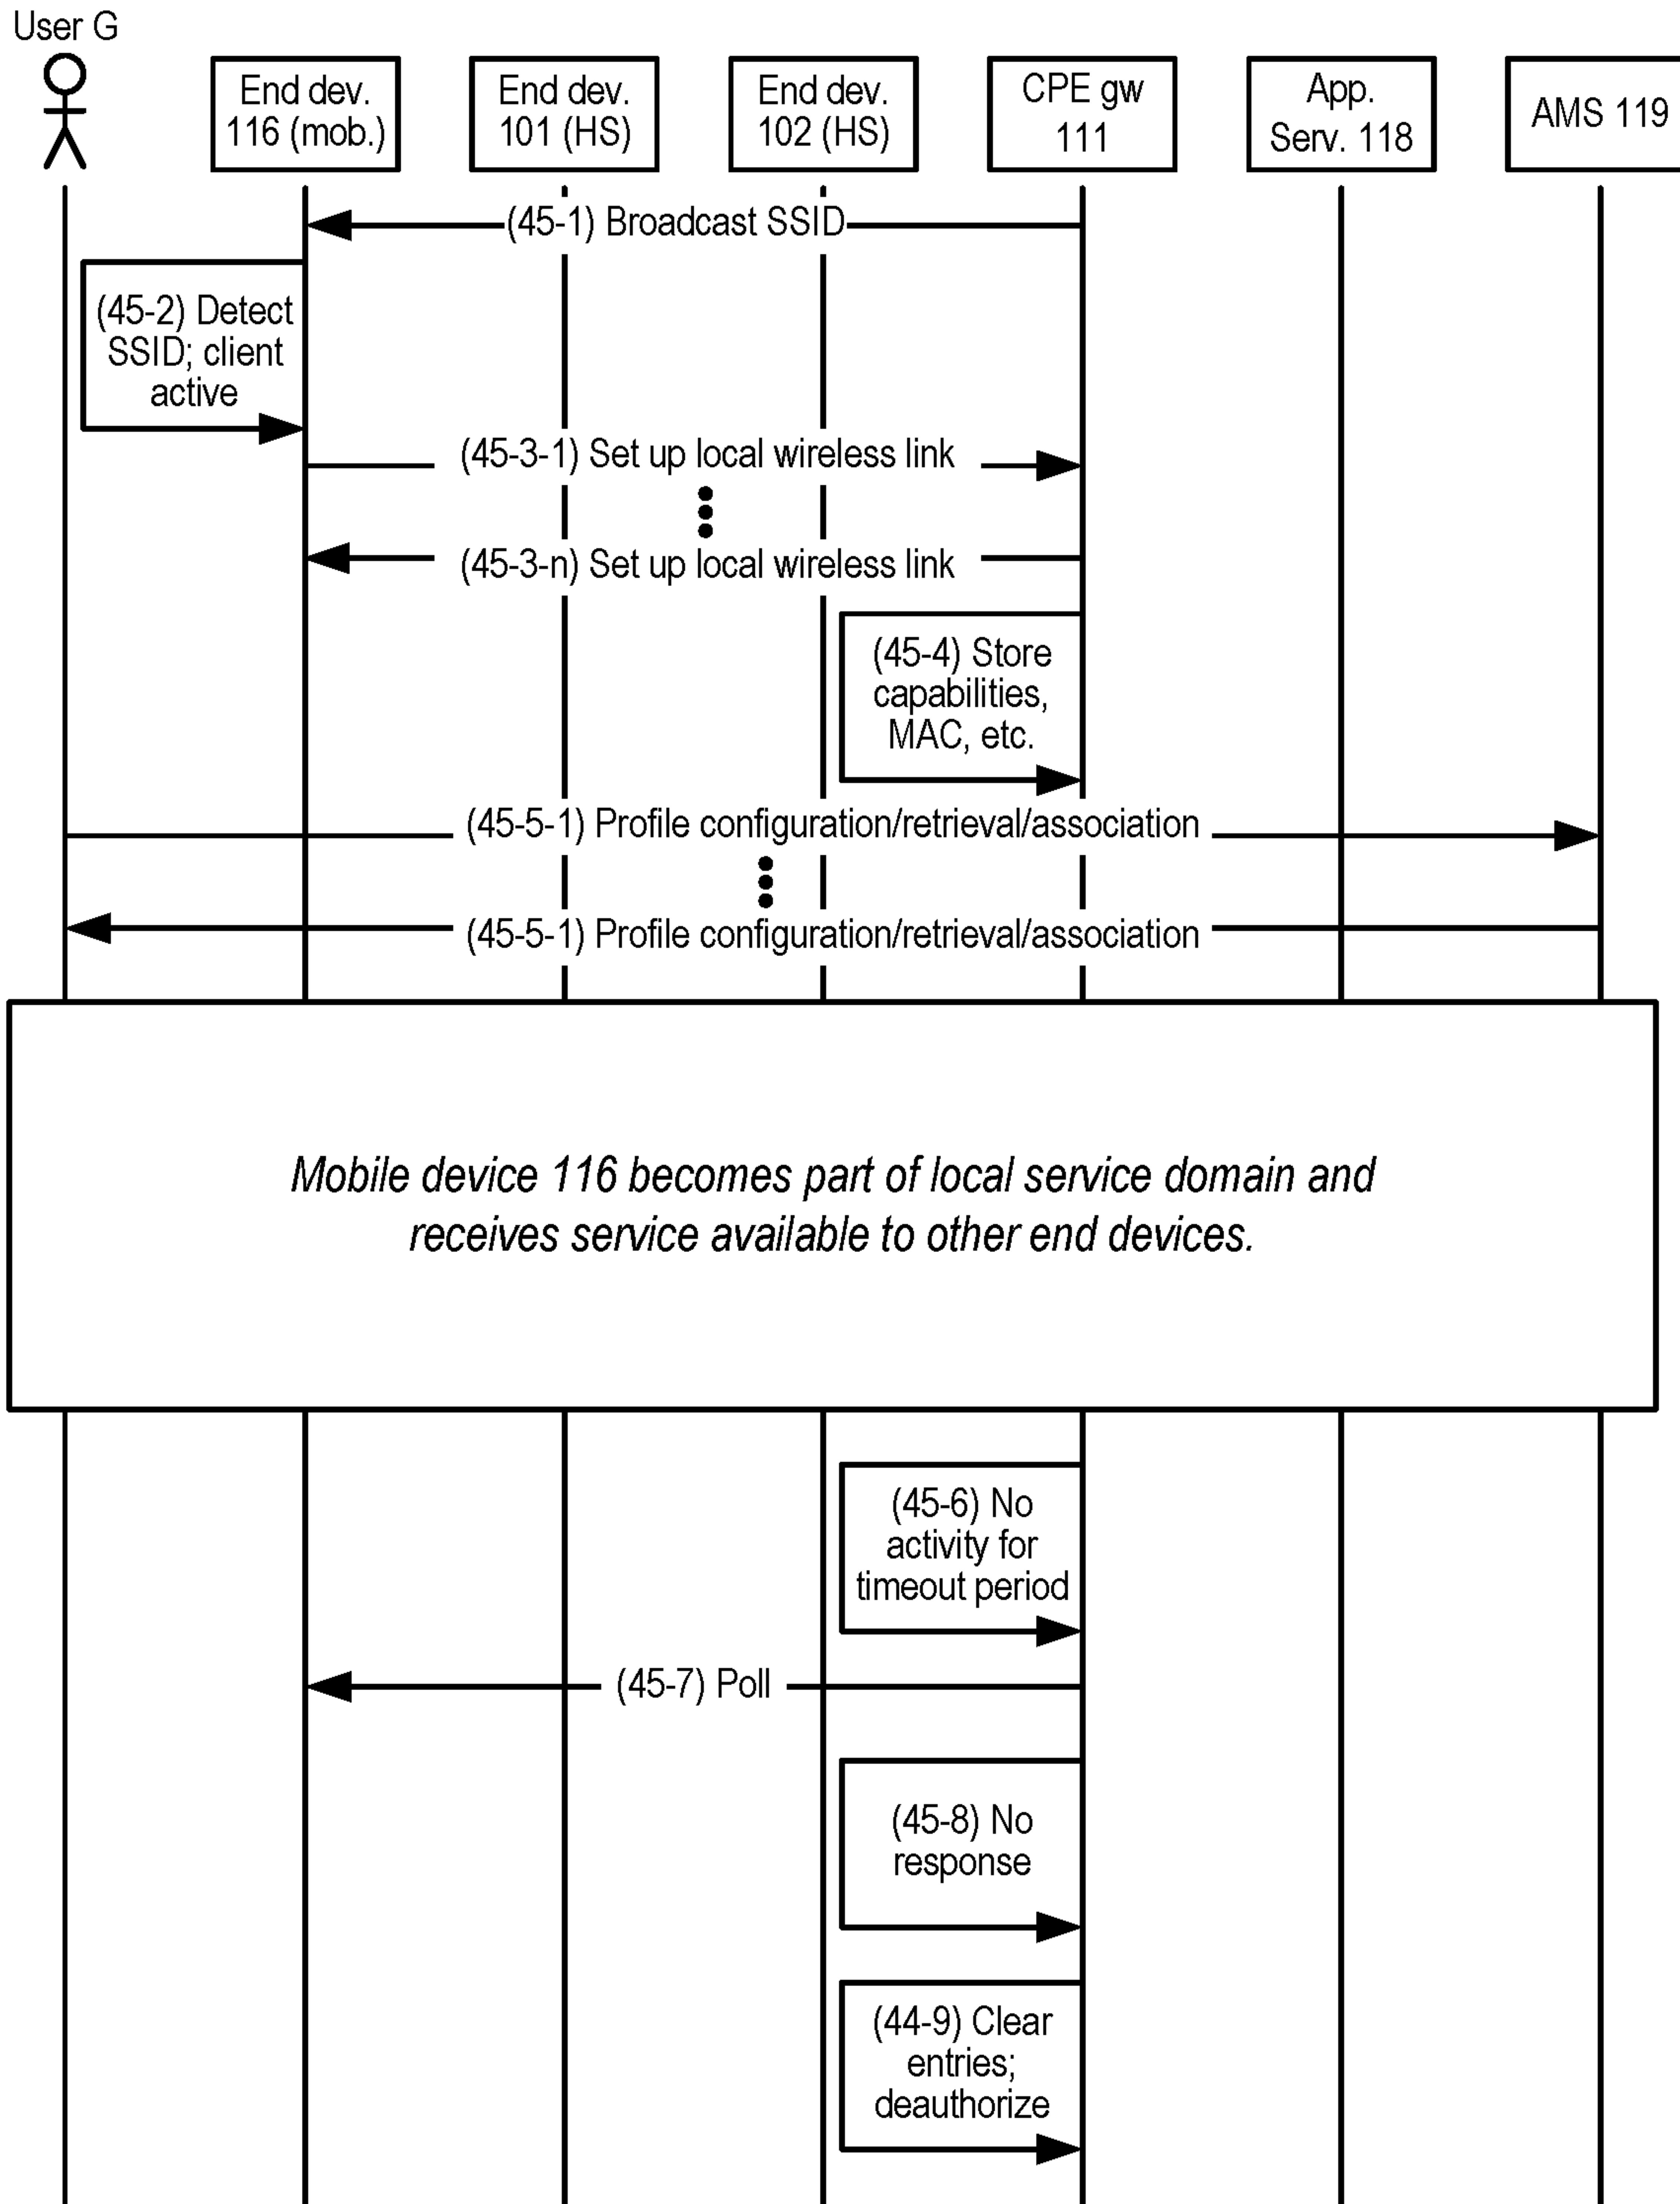 User G
End dev.
116 (mob.)
End dev.
101 (HS)
End dev.
102 (HS)
CPE gw
111
App.
Serv. 118
AMS 119
(45-1) Broadcast SSID
(45-2) Detect
SSID; client
active
(45-3-1) Set up local wireless link
(45-3-n) Set up local wireless link
(45-4) Store
capabilities,
MAC, etc.
(45-5-1) Profile configuration/retrieval/association
(45-5-1) Profile configuration/retrieval/association
Mobile device 116 becomes part of local service domain and
receives service available to other end devices.
(45-6) No
activity for
timeout period
(45-7) Poll
(45-8) No
response
(44-9) Clear
entries;
deauthorize